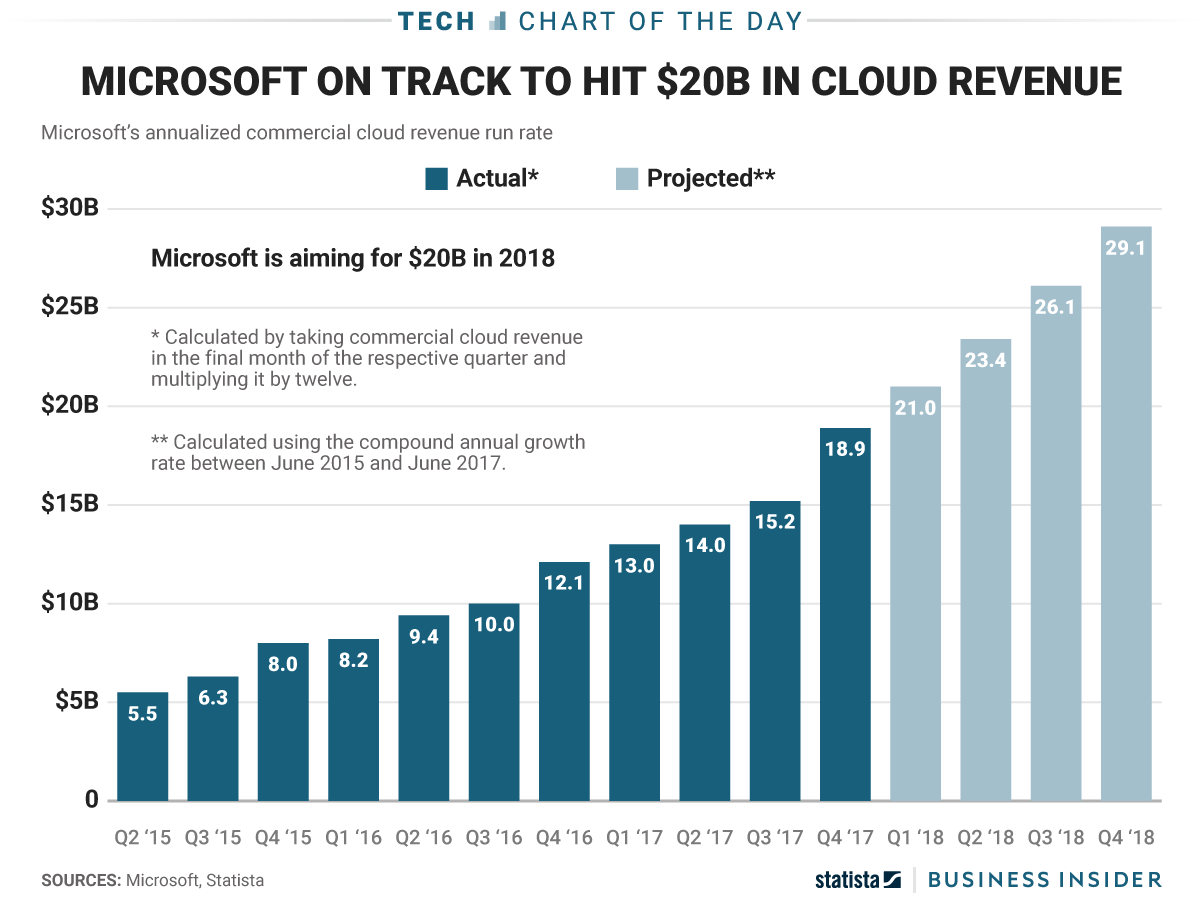 TECH CHART OF THE DAY
MICROSOFT ON TRACK TO HIT $20B IN CLOUD REVENUE
Microsoft’s annualized commercial cloud revenue run rate
Actual* Projected**
$30B
$25B
$20B
$15B
$10B
$5B
0
Microsoft is aiming for $20B in 2018
* Calculated by taking commercial cloud revenue
in the final month of the respective quarter and
multiplying it by twelve.
** Calculated using the compound annual growth
rate between June 2015 and June 2017.
5.5 6.3 8.0 8.2 9.4 10.0 12.1 13.0 14.0 15.2 18.9 21.0 23.4 26.1 29.1
Q2 ‘15 Q3 ‘15 Q4 ‘15 Q1 ‘16 Q2 ‘16 Q3 ‘16 Q4 ‘16 Q1 ‘17 Q2 ‘17 Q3 ‘17 Q4 ‘17 Q1 ‘18 Q2 ‘18 Q3 ‘18 Q4 ‘18
SOURCES: Microsoft, Statista
statista BUSINESS INSIDER